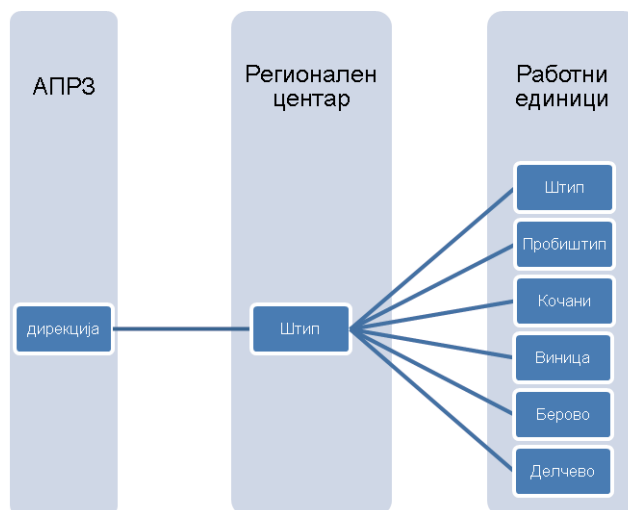 АПРЗ
Регионален
центар
Работни
единици
дирекција
Штип
Штип
Пробиштип
Кочани
Виница
Берово
Делчево